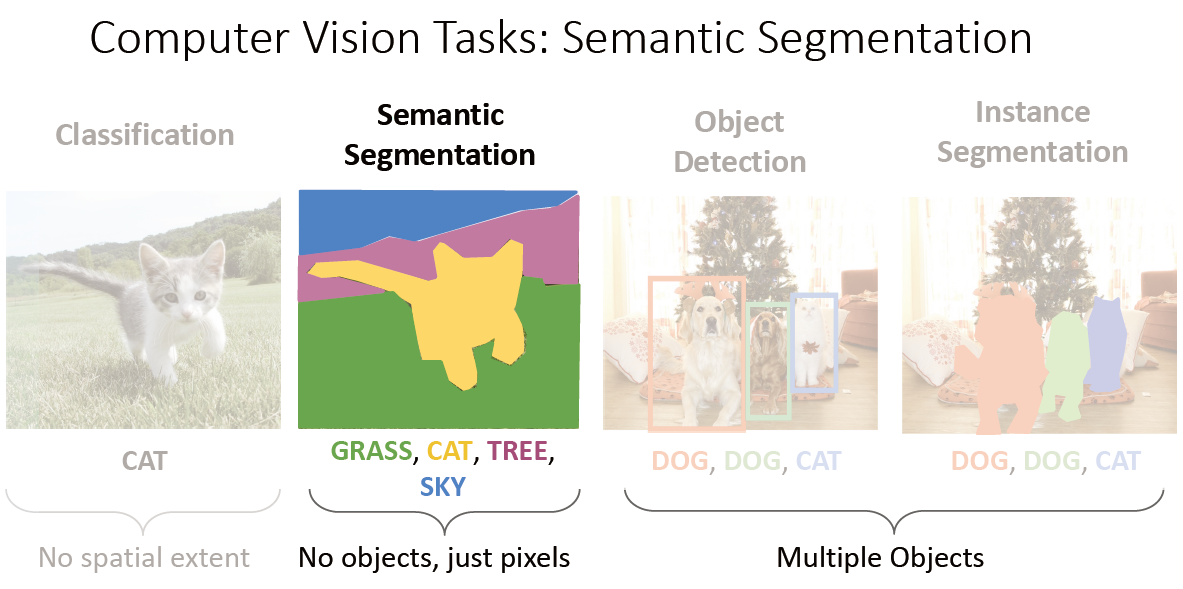 Computer Vision Tasks: Semantic Segmentation
Classification
Semantic
Segmentation
Object
Detection
Instance
Segmentation
CAT
GRASS, CAT, TREE,
SKY
DOG, DOG, CAT
DOG, DOG, CAT
No spatial extent
No objects, just pixels
Multiple Objects